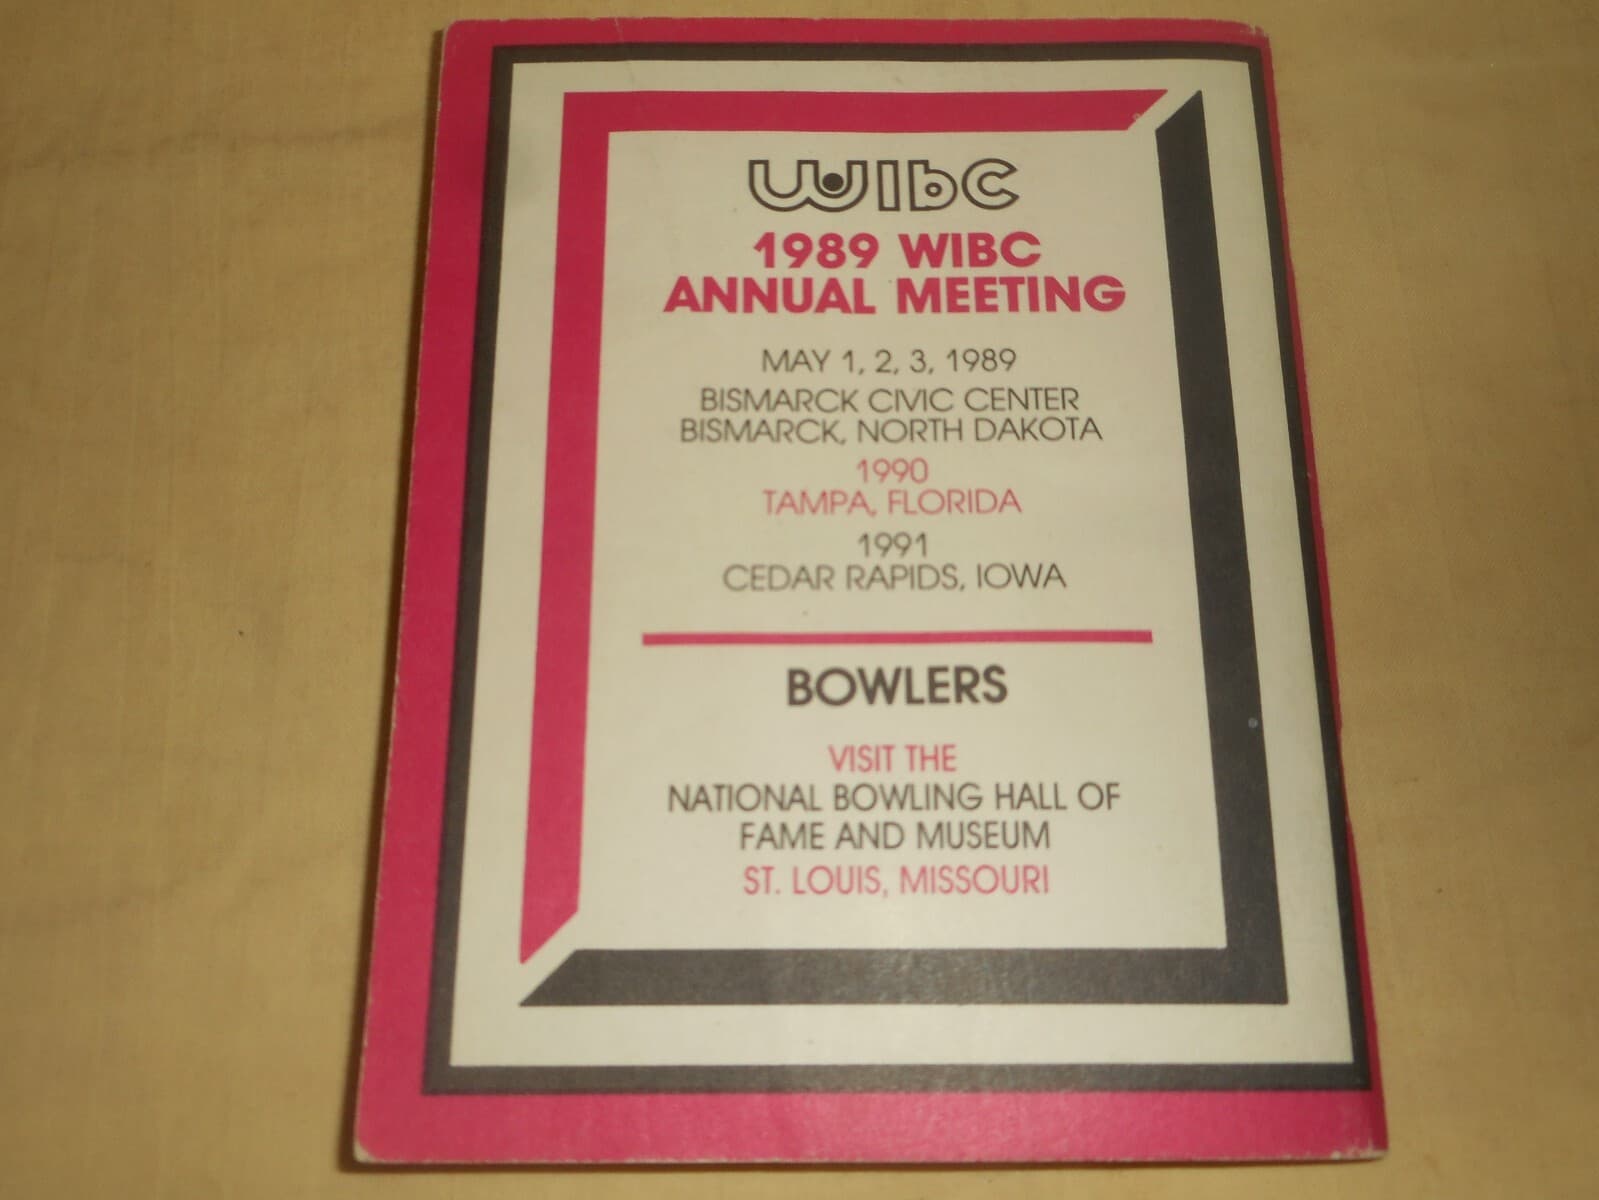 WIbC
1989 WIBC
ANNUAL MEETING
MAY 1, 2, 3, 1989
BISMARCK CIVIC CENTER
BISMARCK, NORTH DAKOTA
1990
TAMPA, FLORIDA
1991
CEDAR RAPIDS, IOWA
BOWLERS
VISIT THE
NATIONAL BOWLING HALL OF
FAME AND MUSEUM
ST. LOUIS, MISSOURI